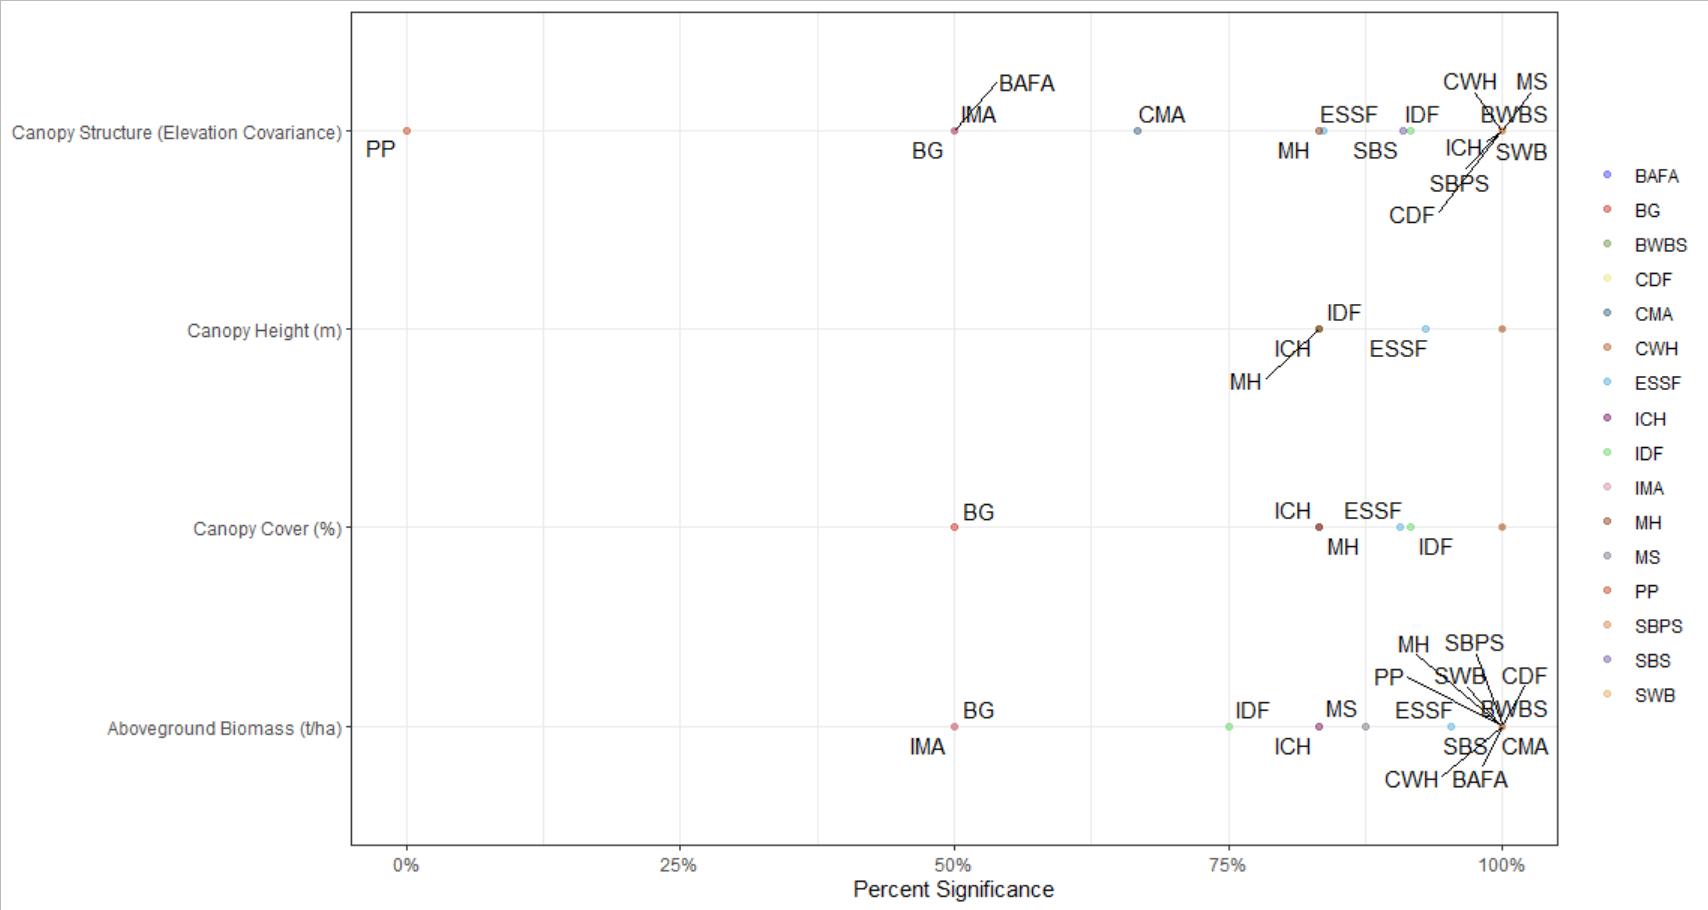 BAFA
CWH MS
IMA CMA ESSF IDF BWBS
Canopy Structure (Elevation Covariance)
PP BG MH SBS ICH SWB
SBPS
CDF
IDF
Canopy Height (m)
ICH ESSF
MH
BG ICH ESSF
Canopy Cover (%)
MH IDF
MH SBPS
PP SWB CDF
BG IDF MS ESSF BWBS
Aboveground Biomass (t/ha)
IMA ICH SBS CMA
CWH BAFA
0% 25% 50% 75% 100%
Percent Significance
BAFA
BG
BWBS
CDF
CMA
CWH
ESSF
ICH
IDF
IMA
MH
MS
PP
SBPS
SBS
SWB